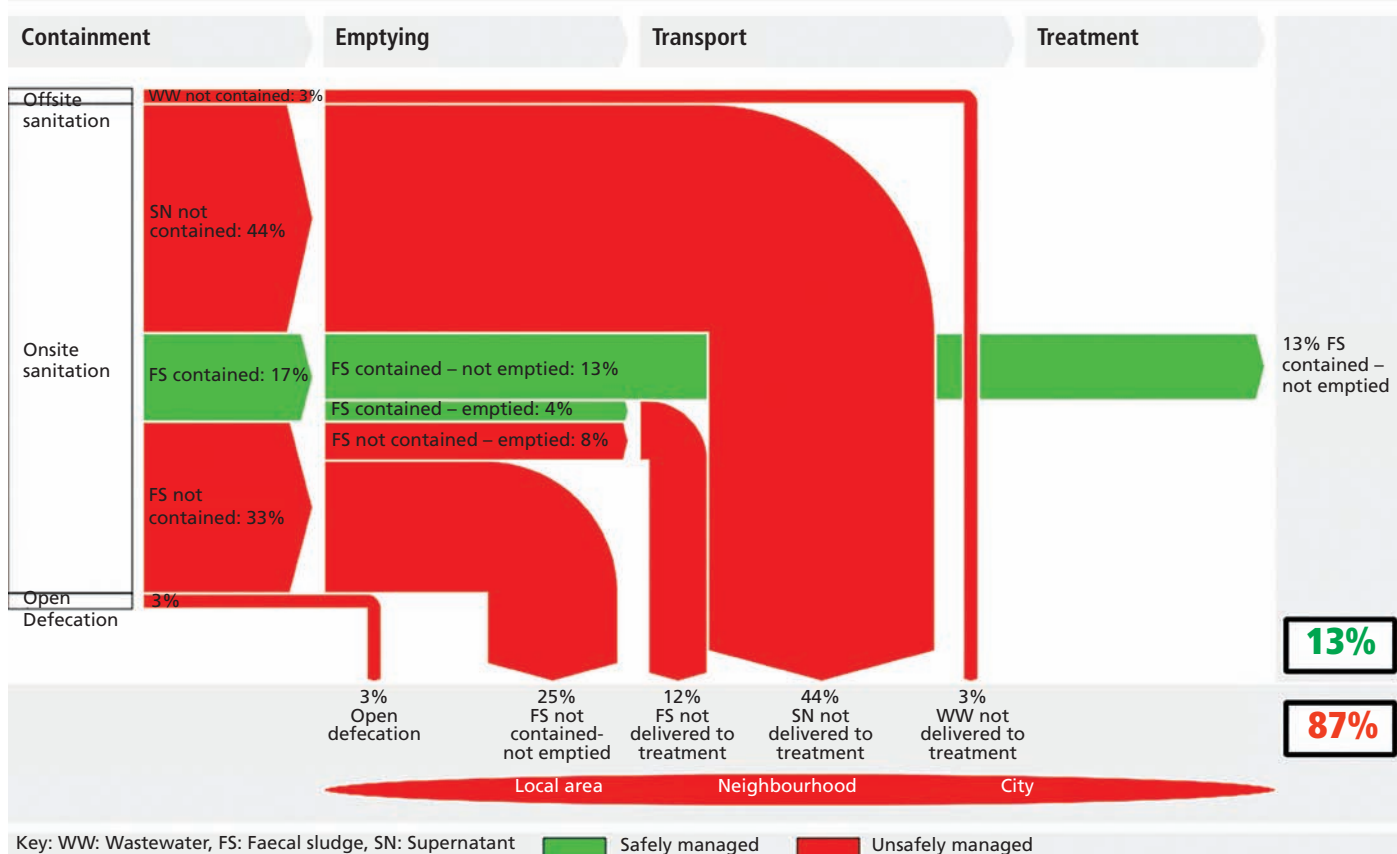 Containment
Emptying
Transport
Treatment
Offsite
sanitation
WW not contained: 3%
SN not
contained: 44%
Onsite
sanitation
FS contained: 17%
FS contained – not emptied: 13%
13% FS
contained –
not emptied
FS contained – emptied: 4%
FS not contained – emptied: 8%
FS not
contained: 33%
Open
Defecation
3%
13%
87%
3%
Open
defecation
25%
FS not
contained-
not emptied
12%
FS not
delivered to
treatment
44%
SN not
delivered to
treatment
3%
WW not
delivered to
treatment
Local area
Neighbourhood
City
Key: WW: Wastewater, FS: Faecal sludge, SN: Supernatant
Safely managed
Unsafely managed